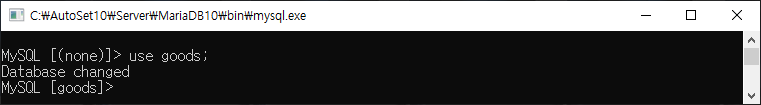 C:₩AutoSet10₩Server₩MariaDB10₩bin₩mysql.exe
MySQL [(none)]> use goods;
Database changed
MySQL [goods]>